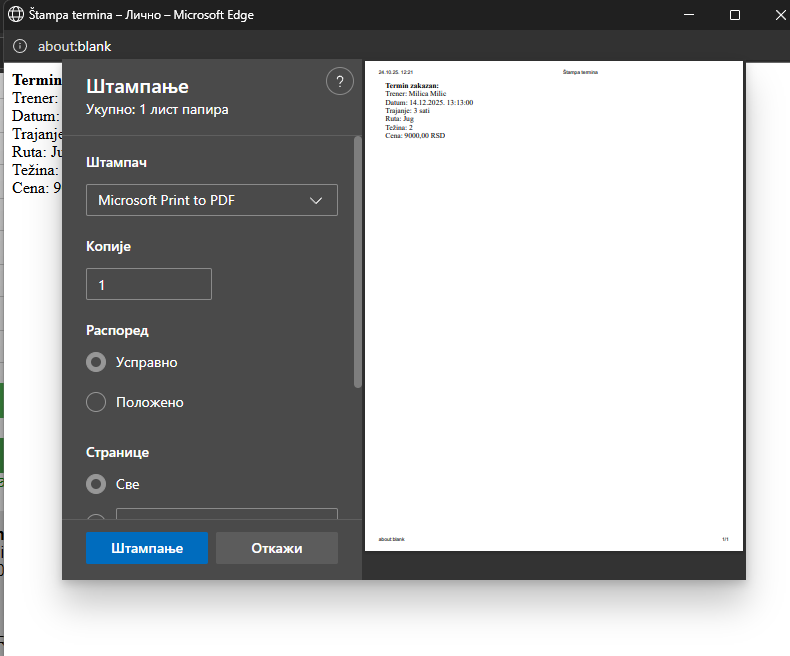 Štampa termina – Лично – Microsoft Edge
about:blank
Termin
Trener:
Datum:
Trajanje
Ruta: Ju
Težina:
Cena: 9
Штампање
?
Укупно: 1 лист папира
Штампач
Microsoft Print to PDF
Копије
1
Распоред
Усправно
Положено
Странице
Све
Штампање
Откажи
24.10.25. 12:21
Štampa termina
Termin zakazan:
Trener: Milica Milic
Datum: 14.12.2025. 13:13:00
Trajanje: 3 sati
Ruta: Jug
Težina: 2
Cena: 9000,00 RSD
about:blank
1/1